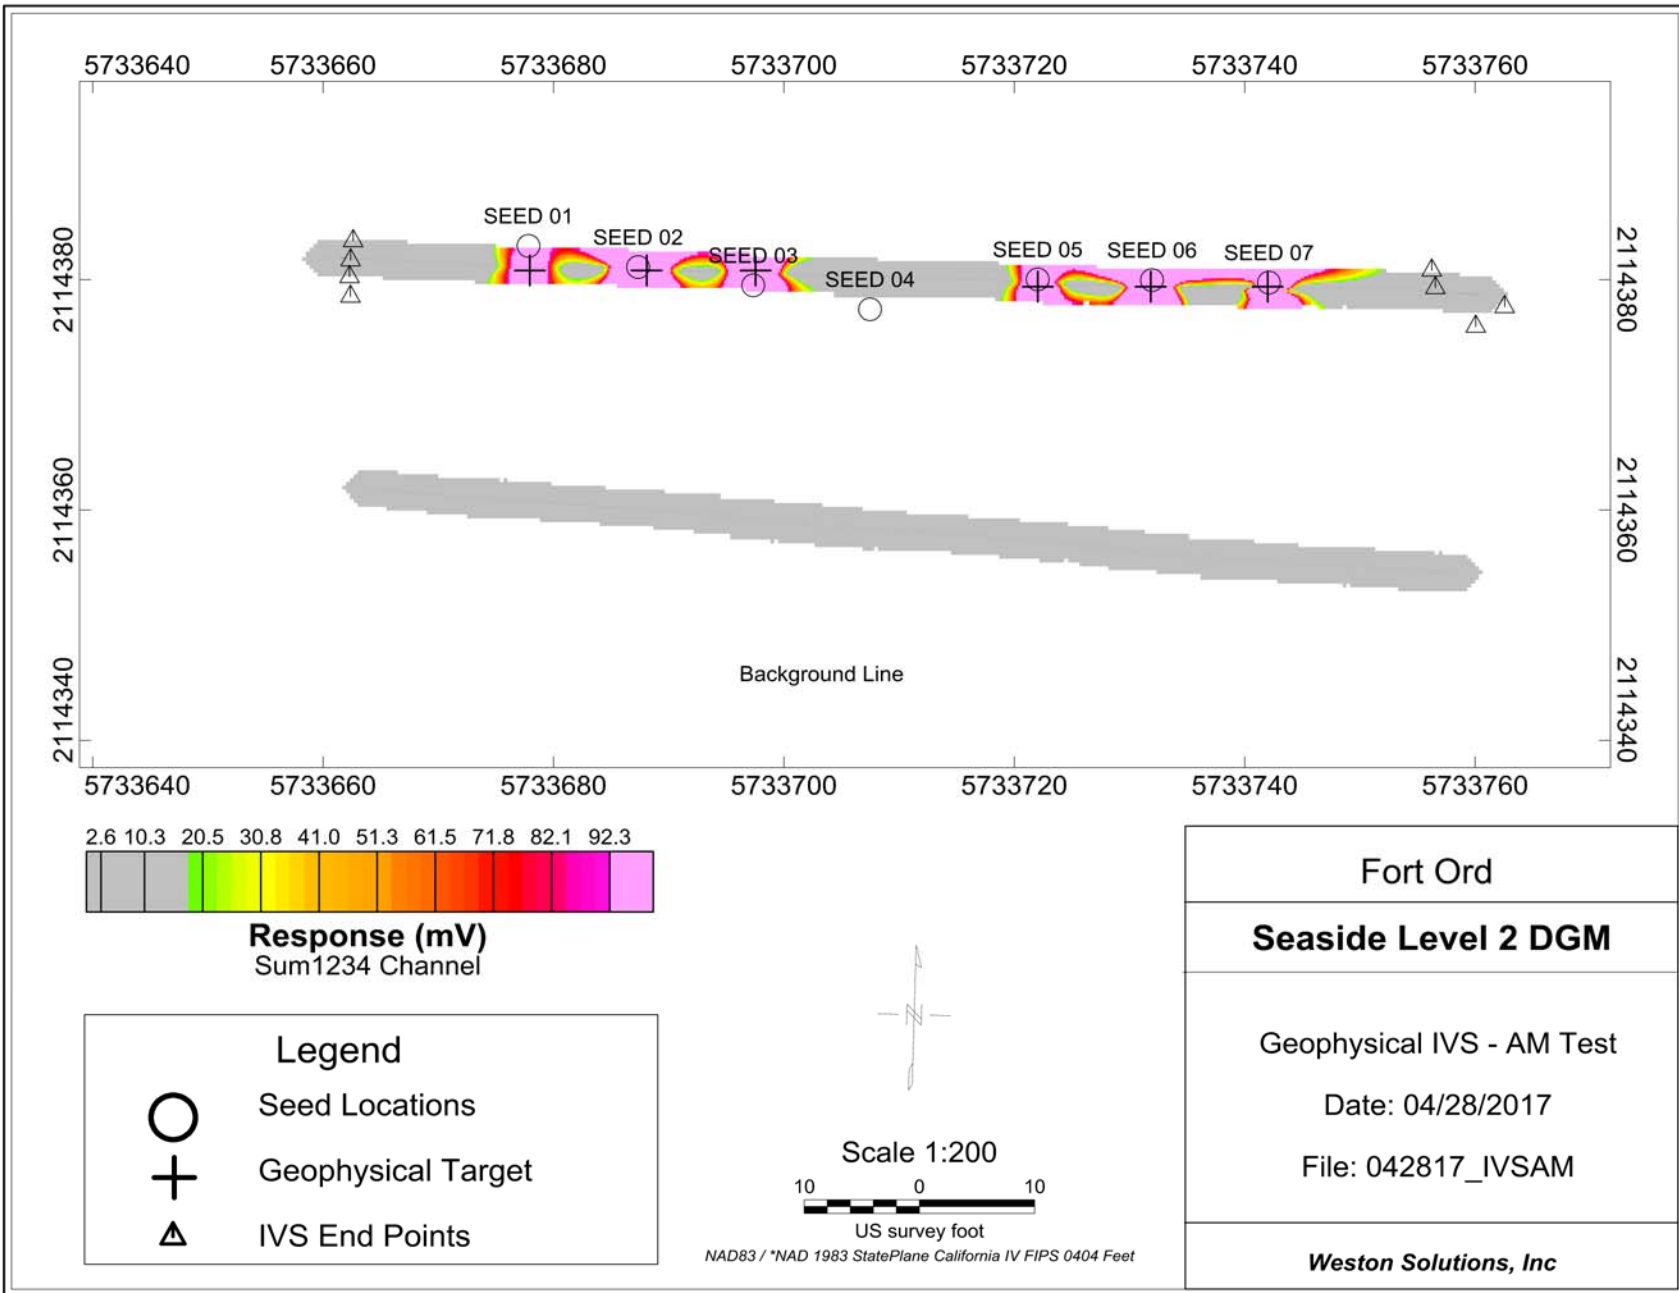 5733640 5733660 5733680 5733700 5733720 5733740 5733760
2114380
2114380
SEED 01
SEED 02
SEED 03
SEED 04
SEED 05
SEED 06
SEED 07
2114360
2114360
Background Line
2114340
2114340
5733640 5733660 5733680 5733700 5733720 5733740 5733760
2.6 10.3 20.5 30.8 41.0 51.3 61.5 71.8 82.1 92.3
Response (mV)
Sum1234 Channel
Legend
Seed Locations
Geophysical Target
IVS End Points
N
Scale 1:200
10 0 10
US survey foot
NAD83 / *NAD 1983 StatePlane California IV FIPS 0404 Feet
Fort Ord
Seaside Level 2 DGM
Geophysical IVS - AM Test
Date: 04/28/2017
File: 042817_IVSAM
Weston Solutions, Inc